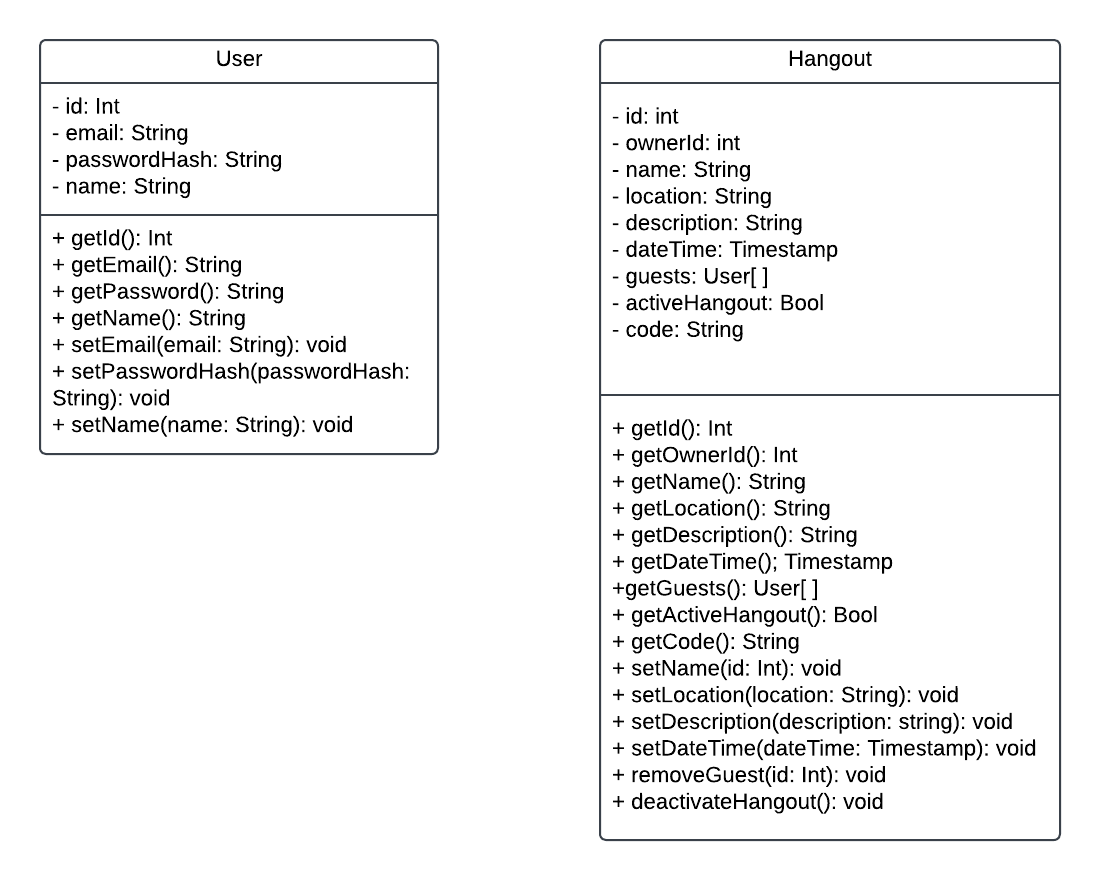 User
- id: Int
- email: String
- passwordHash: String
- name: String
+ getId(): Int
+ getEmail(): String
+ getPassword(): String
+ getName(): String
+ setEmail(email: String): void
+ setPasswordHash(passwordHash:
String): void
+ setName(name: String): void
Hangout
- id: int
- ownerId: int
- name: String
- location: String
- description: String
- dateTime: Timestamp
- guests: User[ ]
- activeHangout: Bool
- code: String
+ getId(): Int
+ getOwnerId(): Int
+ getName(): String
+ getLocation(): String
+ getDescription(): String
+ getDateTime(); Timestamp
+getGuests(): User[ ]
+ getActiveHangout(): Bool
+ getCode(): String
+ setName(id: Int): void
+ setLocation(location: String): void
+ setDescription(description: string): void
+ setDateTime(dateTime: Timestamp): void
+ removeGuest(id: Int): void
+ deactivateHangout(): void